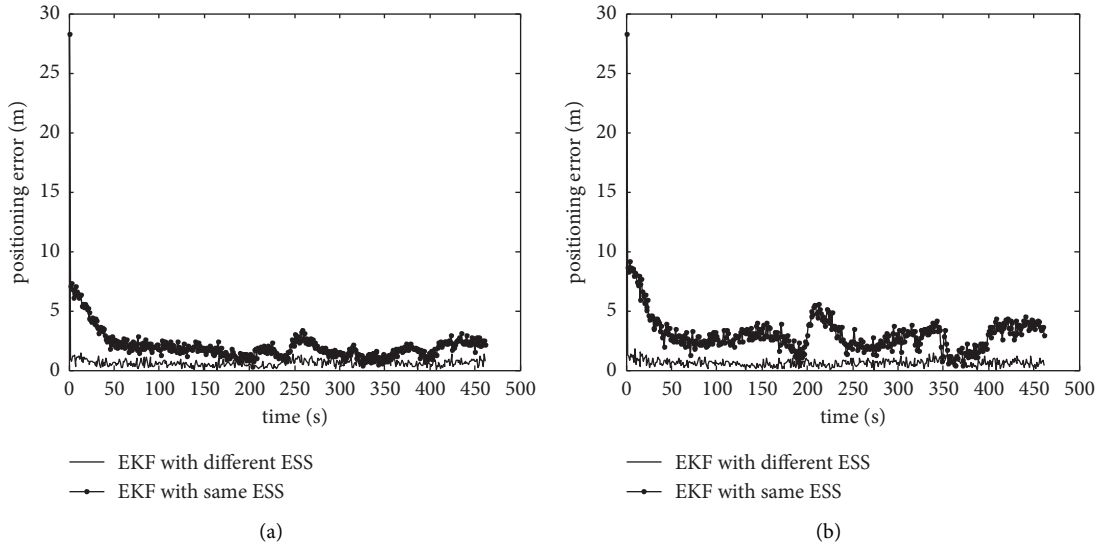 30
25
20
15
10
5
0
positioning error (m)
0 50 100 150 200 250 300 350 400 450 500
time (s)
EKF with different ESS
EKF with same ESS
(a)
30
25
20
15
10
5
0
positioning error (m)
0 50 100 150 200 250 300 350 400 450 500
time (s)
EKF with different ESS
EKF with same ESS
(b)